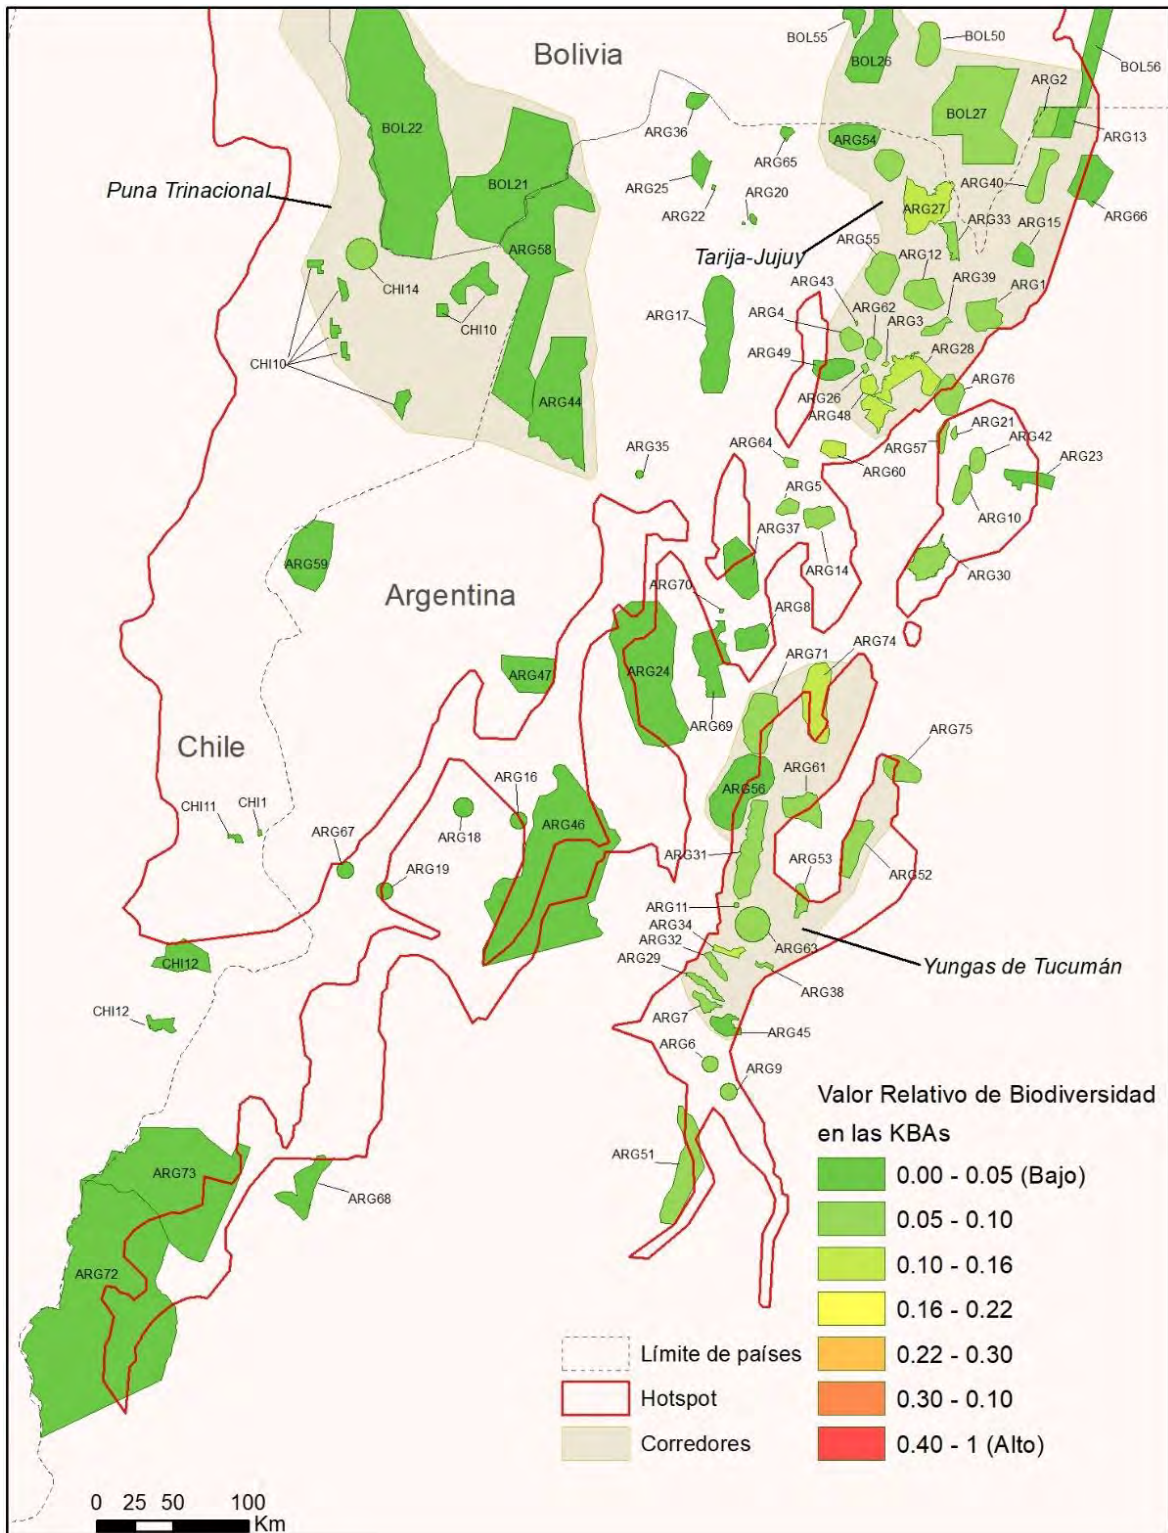 BOL55
BOL50
Bolivia
BOL26
BOL56
ARG2
BOL22
ARG36
BOL27
ARG54
ARG65
ARG13
Puna Trinacional
BOL21
ARG25
ARG20
ARG22
ARG40
ARG27
ARG33
ARG66
ARG15
ARG58
ARG55
ARG12
Tarija-Jujuy
CHI14
ARG43
ARG62
ARG39
ARG1
ARG4
ARG3
ARG17
CHI10
CHI10
ARG49
ARG28
ARG26
ARG76
ARG44
ARG48
ARG21
ARG57
ARG42
ARG64
ARG35
ARG60
ARG23
ARG5
ARG10
ARG37
ARG14
ARG59
ARG30
ARG70
Argentina
ARG8
ARG74
ARG71
ARG24
ARG47
ARG69
Chile
ARG75
ARG61
ARG16
ARG56
CHI11
CHI1
ARG67
ARG18
ARG46
ARG31
ARG53
ARG52
ARG19
ARG11
ARG34
ARG32
ARG63
ARG29
CHI12
Yungas de Tucumán
ARG38
CHI12
ARG7
ARG45
ARG6
ARG9
ARG51
ARG73
ARG68
ARG72
Valor Relativo de Biodiversidad
en las KBAs
0.00 - 0.05 (Bajo)
0.05 - 0.10
0.10 - 0.16
0.16 - 0.22
0.22 - 0.30
0.30 - 0.10
0.40 - 1 (Alto)
Límite de países
Hotspot
Corredores
0 25 50 100
Km